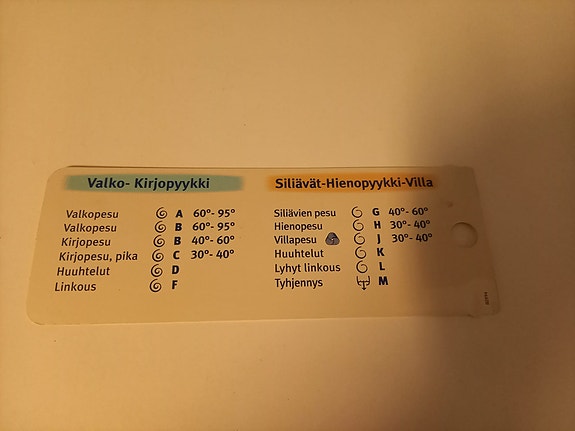 Valko- Kirjopyykki
Valkopesu A 60°- 95°
Valkopesu B 60°- 95°
Kirjopesu B 40°- 60°
Kirjopesu, pika C 30°- 40°
Huuhtelut D
Linkous F
Siliävät-Hienopyykki-Villa
Siliävien pesu G 40°- 60°
Hienopesu H 30°- 40°
Villapesu J 30°- 40°
Huuhtelut K
Lyhyt linkous L
Tyhjennys M